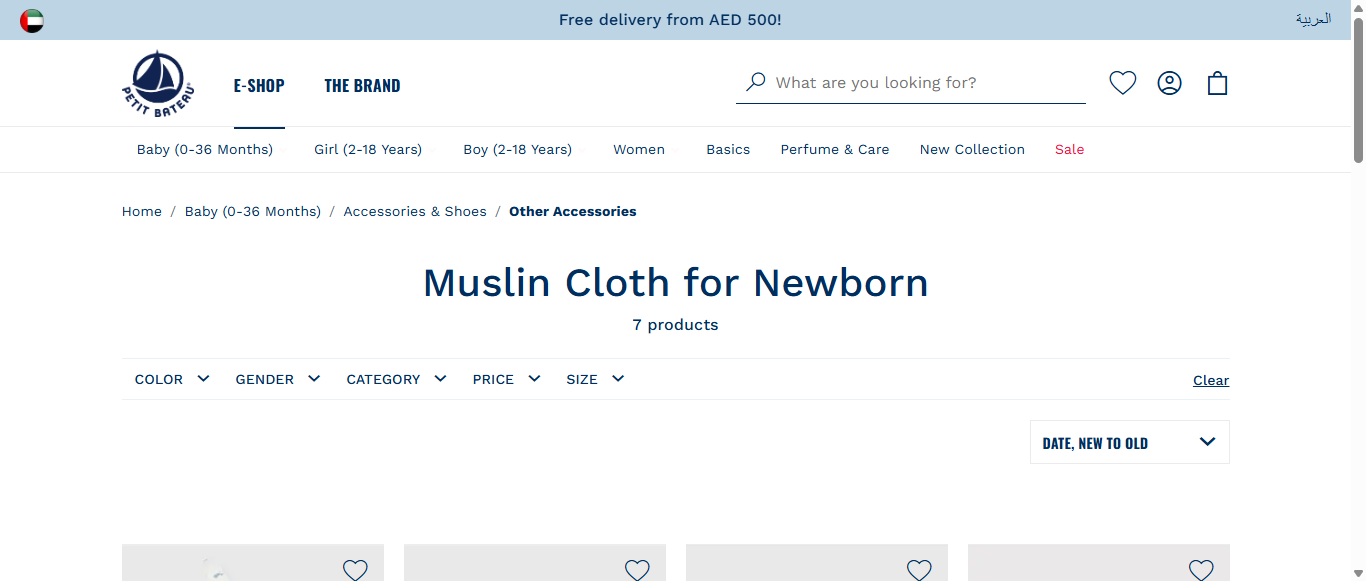 Free delivery from AED 500!
العربية
PETIT BATEAU
E-SHOP
THE BRAND
What are you looking for?
Baby (0-36 Months)
Girl (2-18 Years)
Boy (2-18 Years)
Women
Basics
Perfume & Care
New Collection
Sale
Home / Baby (0-36 Months) / Accessories & Shoes / Other Accessories
Muslin Cloth for Newborn
7 products
COLOR
GENDER
CATEGORY
PRICE
SIZE
Clear
DATE, NEW TO OLD